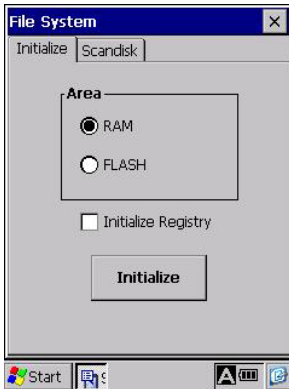 File System
Initialize Scandisk
Area
RAM
FLASH
Initialize Registry
Initialize
Start
A